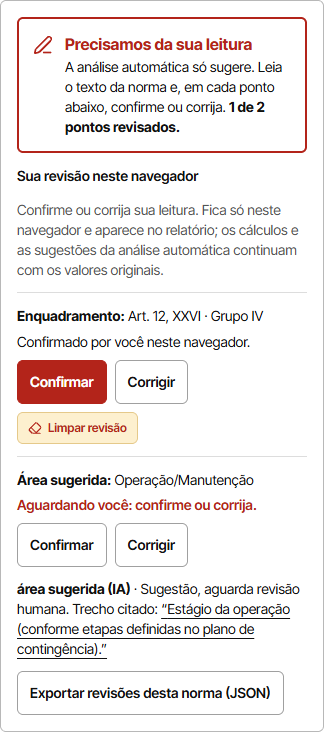 Precisamos da sua leitura
A análise automática só sugere. Leia
o texto da norma e, em cada ponto
abaixo, confirme ou corrija. 1 de 2
pontos revisados.
Sua revisão neste navegador
Confirme ou corrija sua leitura. Fica só neste
navegador e aparece no relatório; os cálculos e
as sugestões da análise automática continuam
com os valores originais.
Enquadramento: Art. 12, XXVI · Grupo IV
Confirmado por você neste navegador.
Confirmar
Corrigir
Limpar revisão
Área sugerida: Operação/Manutenção
Aguardando você: confirme ou corrija.
Confirmar
Corrigir
área sugerida (IA) · Sugestão, aguarda revisão
humana. Trecho citado: “Estágio da operação
(conforme etapas definidas no plano de
contingência).”
Exportar revisões desta norma (JSON)